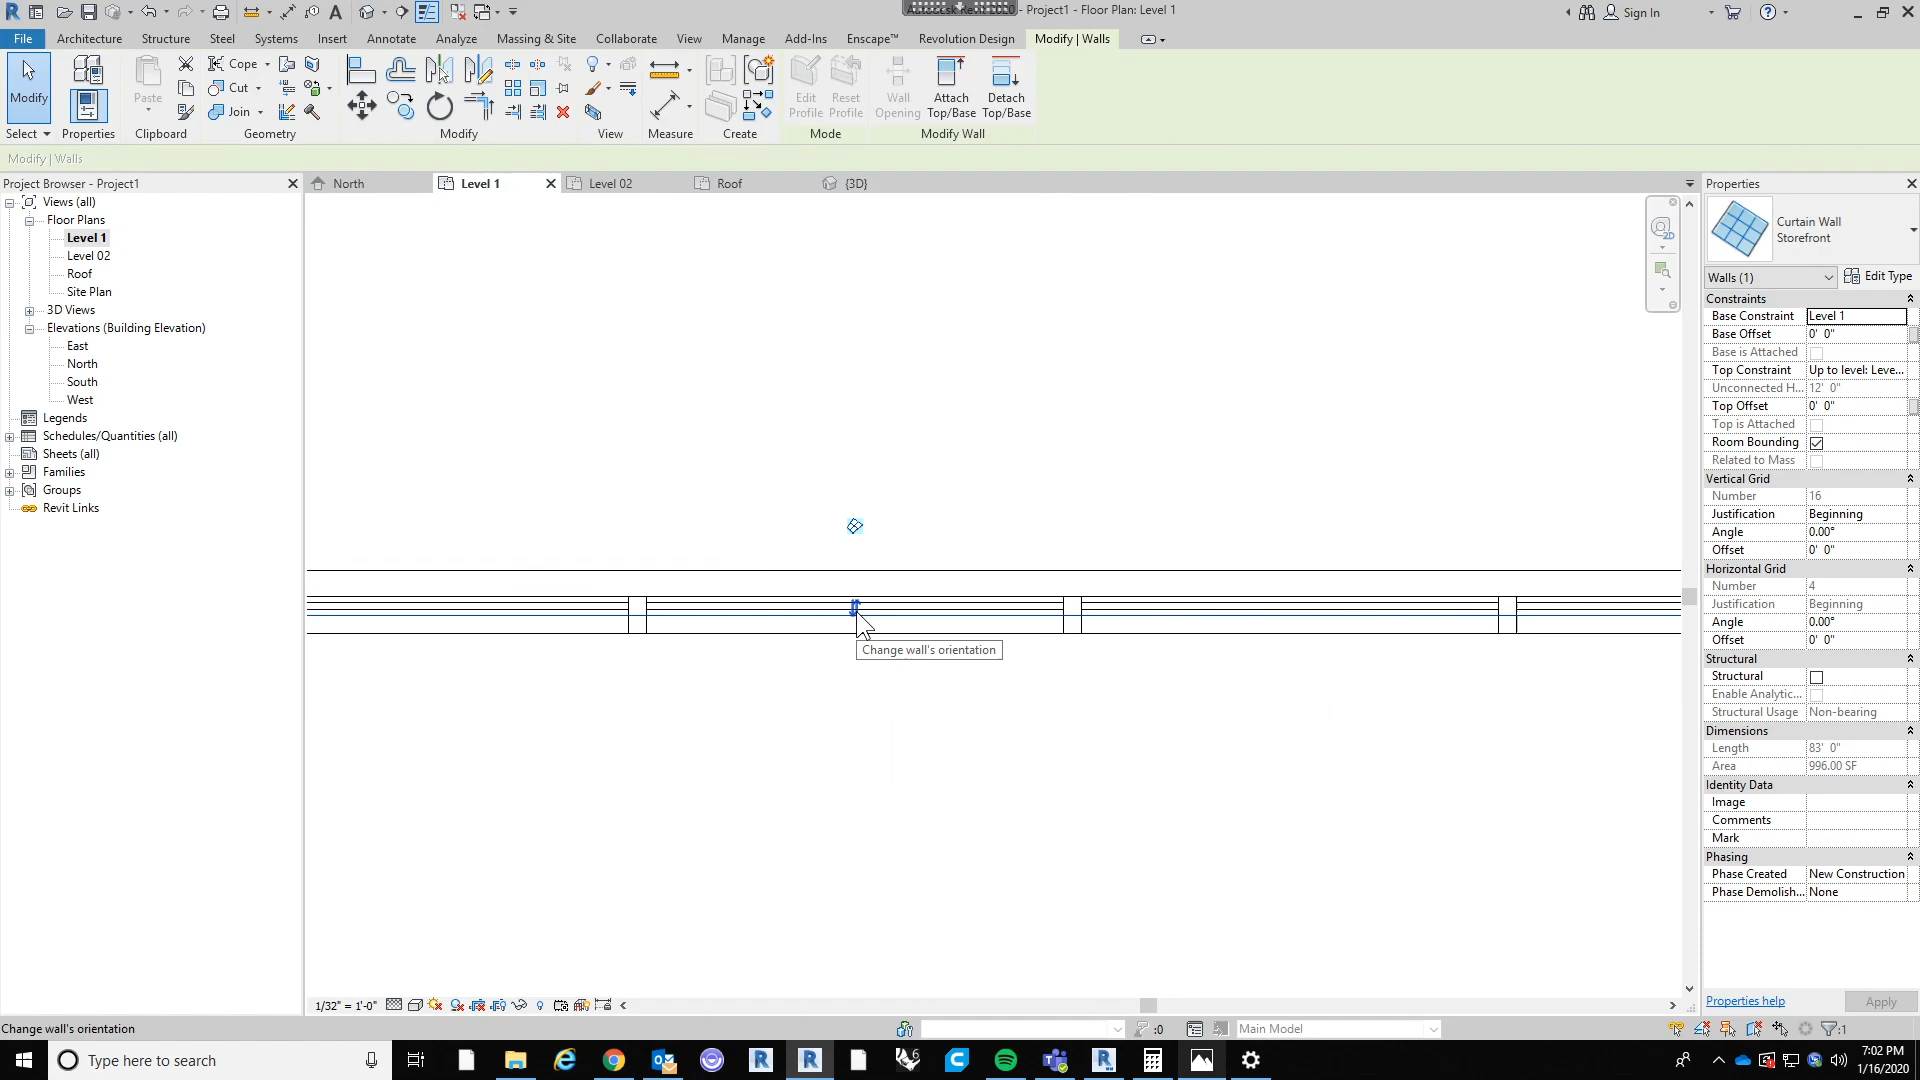 Autodesk Revit 2020 - Project1 - Floor Plan: Level 1
Sign In
File
Architecture
Structure
Steel
Systems
Insert
Annotate
Analyze
Massing & Site
Collaborate
View
Manage
Add-Ins
Enscape™
Revolution Design
Modify | Walls
Modify
Paste
Cope
Cut
Join
Edit
Profile
Reset
Profile
Wall
Opening
Attach
Top/Base
Detach
Top/Base
Select
Properties
Clipboard
Geometry
Modify
View
Measure
Create
Mode
Modify Wall
Modify | Walls
Project Browser - Project1
Views (all)
Floor Plans
Level 1
Level 02
Roof
Site Plan
3D Views
Elevations (Building Elevation)
East
North
South
West
Legends
Schedules/Quantities (all)
Sheets (all)
Families
Groups
Revit Links
North
Level 1
Level 02
Roof
{3D}
2D
Change wall's orientation
Properties
Curtain Wall
Storefront
Walls (1)
Edit Type
Constraints
Base Constraint Level 1
Base Offset 0' 0"
Base is Attached
Top Constraint Up to level: Leve...
Unconnected H... 12' 0"
Top Offset 0' 0"
Top is Attached
Room Bounding
Related to Mass
Vertical Grid
Number 16
Justification Beginning
Angle 0.00°
Offset 0' 0"
Horizontal Grid
Number 4
Justification Beginning
Angle 0.00°
Offset 0' 0"
Structural
Structural
Enable Analytic...
Structural Usage Non-bearing
Dimensions
Length 83' 0"
Area 996.00 SF
Identity Data
Image
Comments
Mark
Phasing
Phase Created New Construction
Phase Demolish... None
Properties help
Apply
1/32" = 1'-0"
Change wall's orientation
:0
Main Model
:1
Type here to search
7:02 PM
1/16/2020